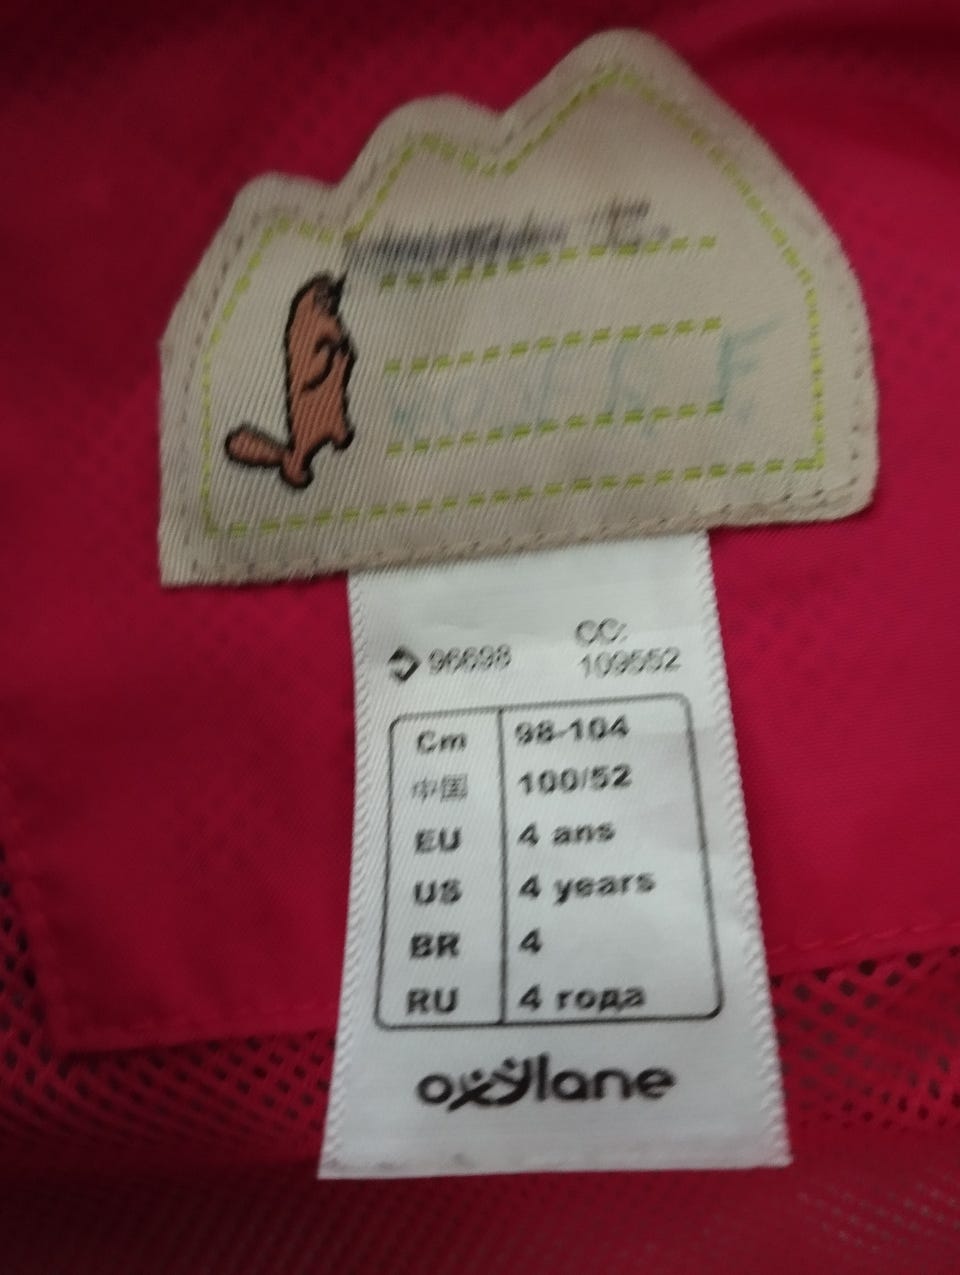 96698
CC:
109552
Cm 98-104
中国 100/52
EU 4 ans
US 4 years
BR 4
RU 4 года
oxylane